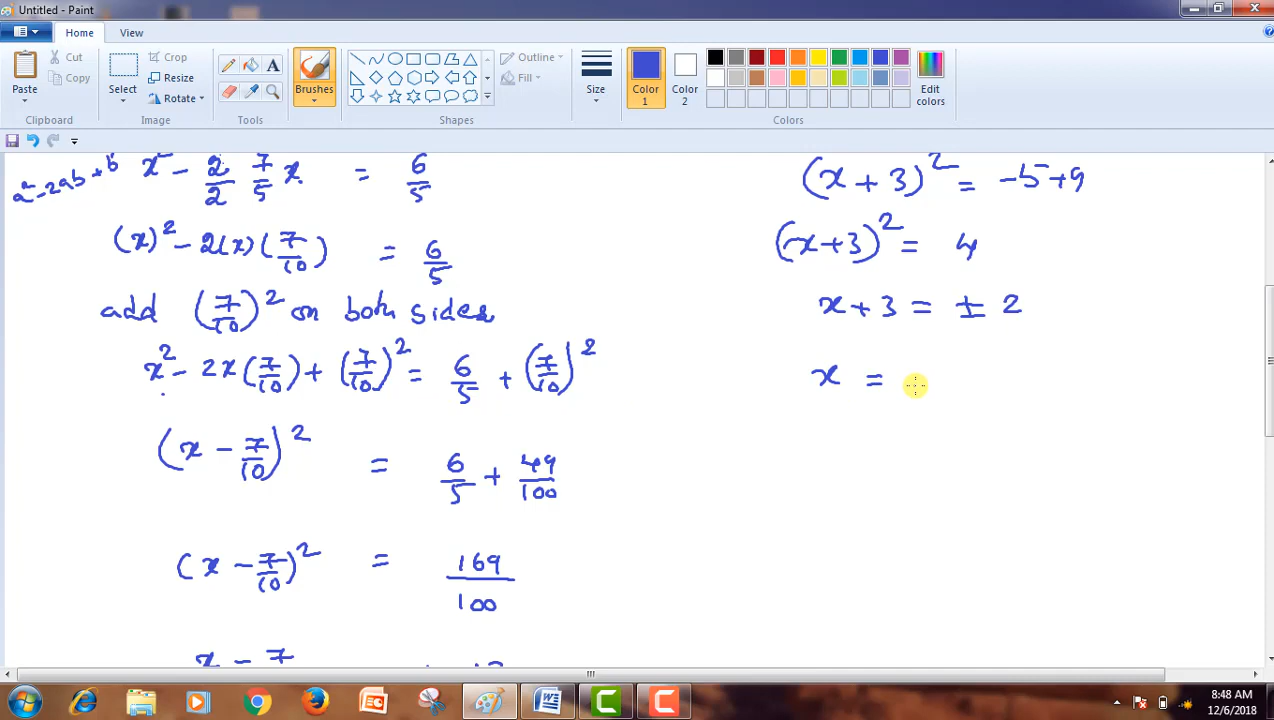 Untitled - Paint
Home View
Paste
Cut
Copy
Clipboard
Select
Crop
Resize
Rotate
Image
A
Tools
Brushes
Outline
Fill
Shapes
Size
Color 1
Color 2
Edit colors
Colors
a² - 2ab + b² x² - 2/2 7/5 x = 6/5
(x)² - 2(x)(7/10) = 6/5
add (7/10)² on both sides
x² - 2x(7/10) + (7/10)² = 6/5 + (7/10)²
(x - 7/10)² = 6/5 + 49/100
(x - 7/10)² = 169/100
x - 7
(x + 3)² = -5 + 9
(x + 3)² = 4
x + 3 = ± 2
x =
8:48 AM
12/6/2018